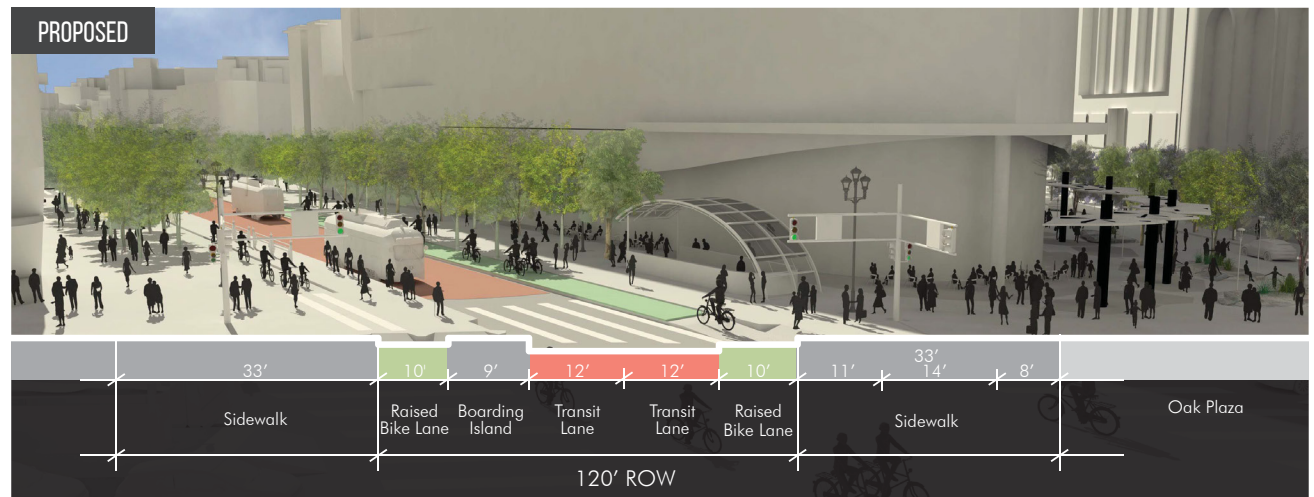 PROPOSED
33’
33’ 10’ 9’ 12’ 12’ 10’ 11’ 14’ 8’
Sidewalk
Raised
Bike Lane
Boarding
Island
Transit
Lane
Transit
Lane
Raised
Bike Lane
Sidewalk
Oak Plaza
120’ ROW